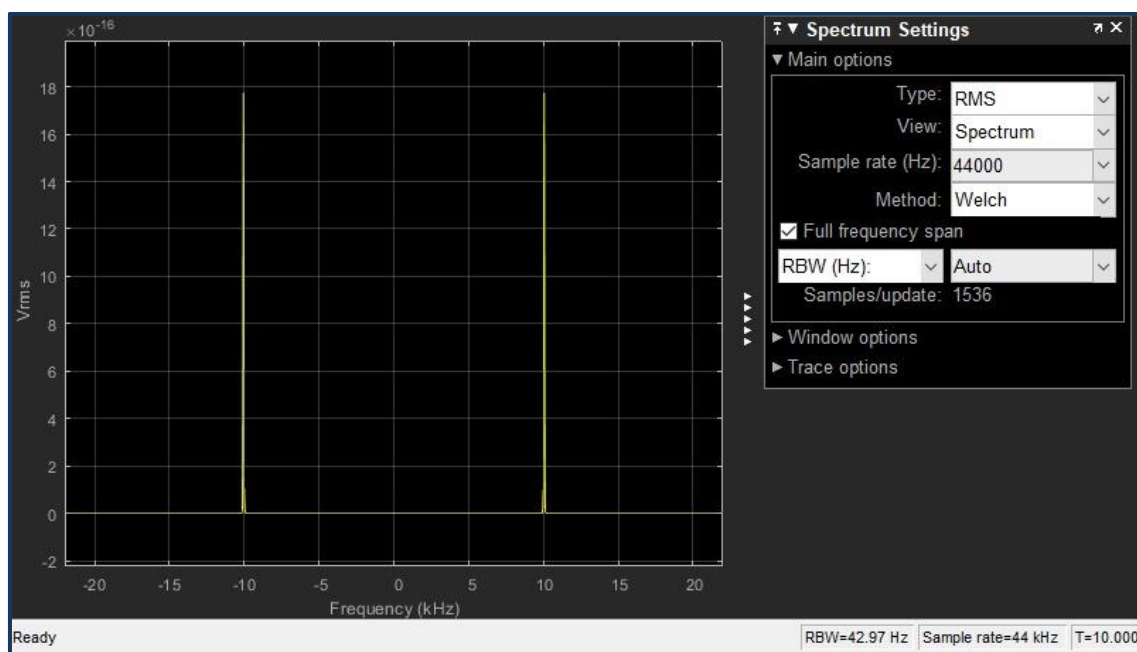 ×10⁻¹⁶
18
16
14
12
10
8
6
4
2
0
-2
Vrms
-20 -15 -10 -5 0 5 10 15 20
Frequency (kHz)
Spectrum Settings
Main options
Type: RMS
View: Spectrum
Sample rate (Hz): 44000
Method: Welch
Full frequency span
RBW (Hz): Auto
Samples/update: 1536
Window options
Trace options
Ready RBW=42.97 Hz Sample rate=44 kHz T=10.000